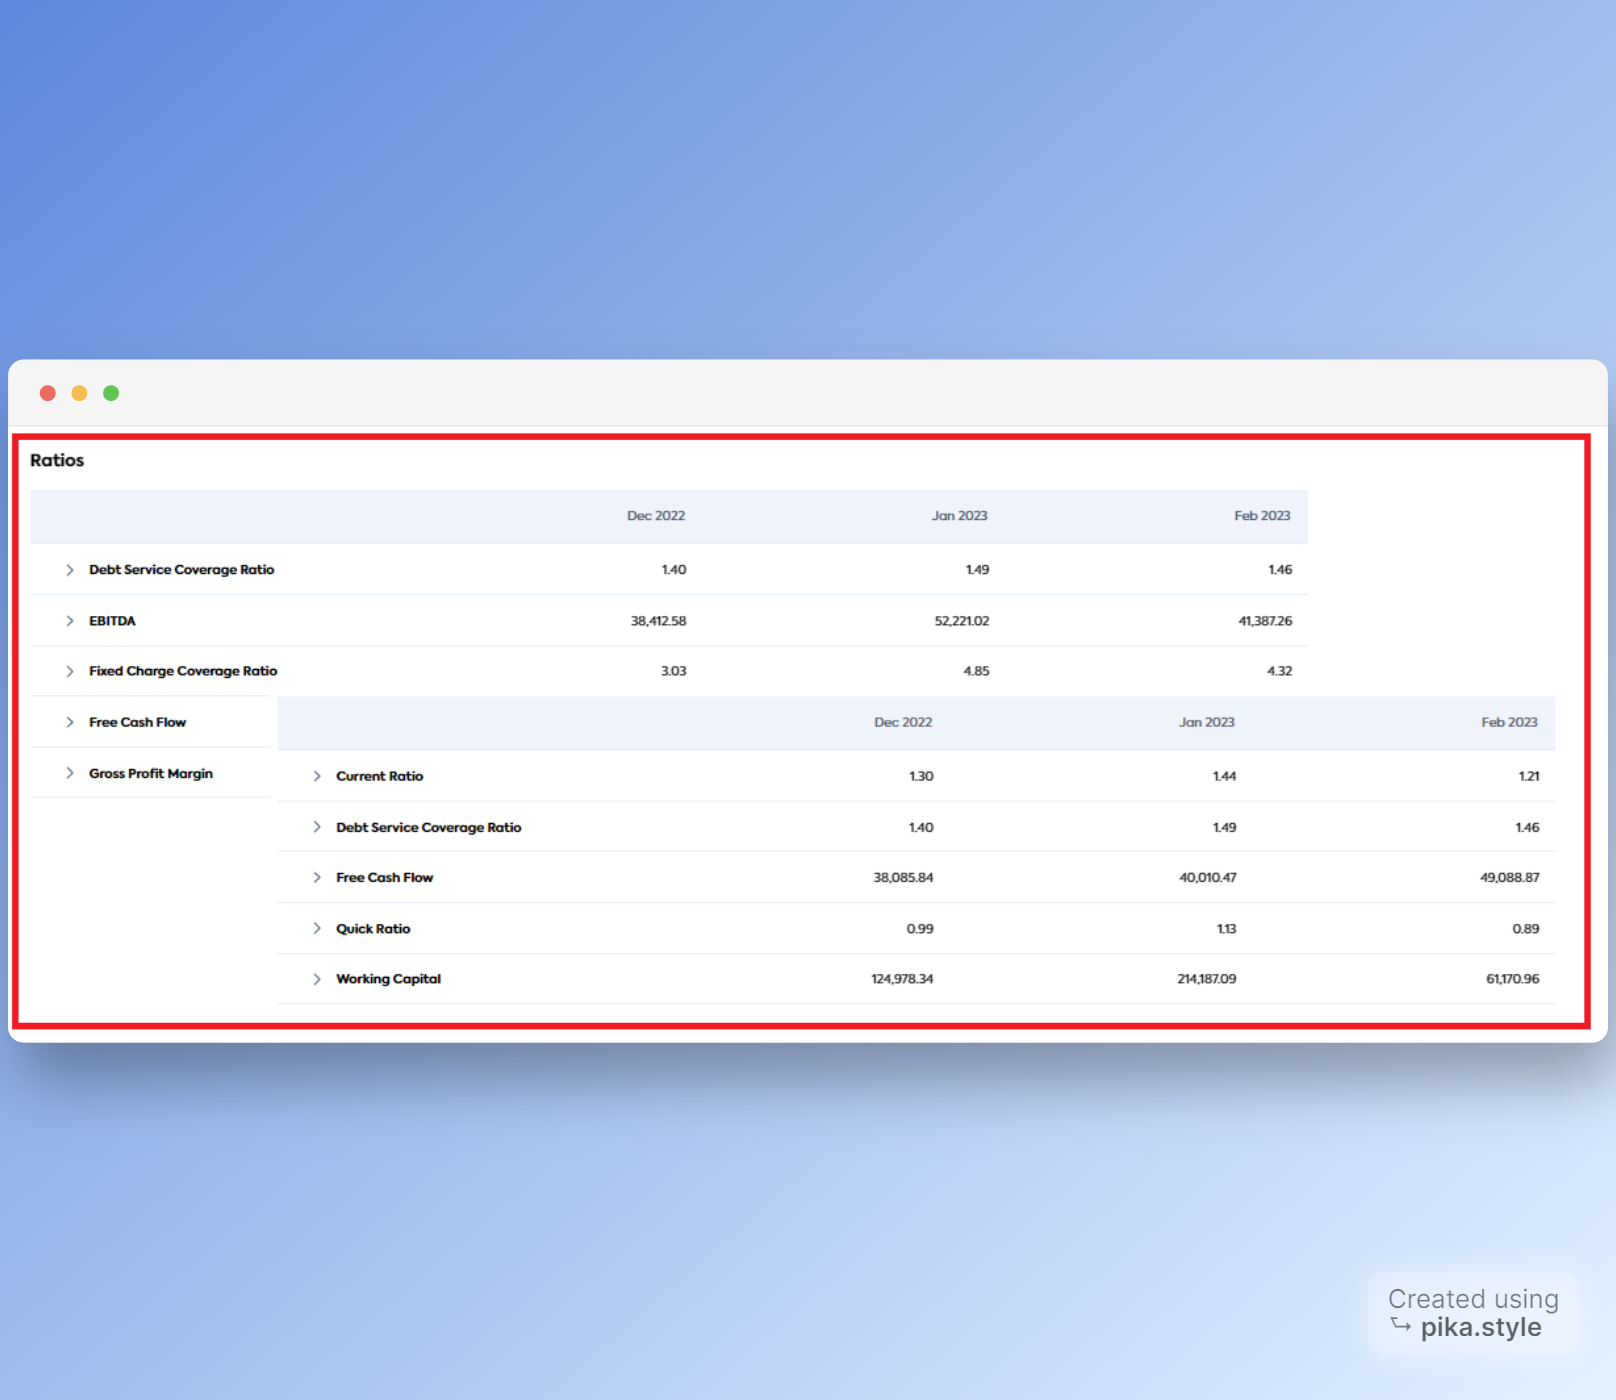 Ratios
Dec 2022 Jan 2023 Feb 2023
Debt Service Coverage Ratio 1.40 1.49 1.46
EBITDA 38,412.58 52,221.02 41,387.26
Fixed Charge Coverage Ratio 3.03 4.85 4.32
Free Cash Flow
Gross Profit Margin
Dec 2022 Jan 2023 Feb 2023
Current Ratio 1.30 1.44 1.21
Debt Service Coverage Ratio 1.40 1.49 1.46
Free Cash Flow 38,085.84 40,010.47 49,088.87
Quick Ratio 0.99 1.13 0.89
Working Capital 124,978.34 214,187.09 61,170.96
Created using
pika.style